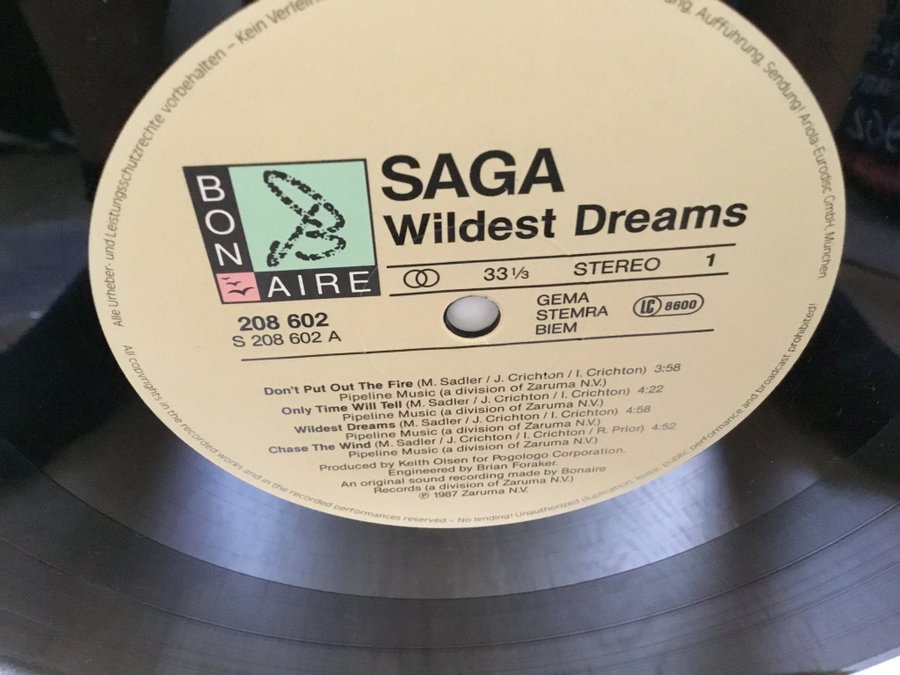 Alle Urheber- und Leistungsschutzrechte vorbehalten – Kein Verleih
Aufführung, Sendung! Ariola-Eurodisc GmbH, München
BON
AIRE
SAGA
Wildest Dreams
33⅓ STEREO 1
208 602
S 208 602 A
GEMA
STEMRA
BIEM
LC 8600
Don't Put Out The Fire (M. Sadler / J. Crichton / I. Crichton) 3:58
Pipeline Music (a division of Zaruma N.V.)
Only Time Will Tell (M. Sadler / J. Crichton / I. Crichton) 4:22
Pipeline Music (a division of Zaruma N.V.)
Wildest Dreams (M. Sadler / J. Crichton / I. Crichton) 4:58
Pipeline Music (a division of Zaruma N.V.)
Chase The Wind (M. Sadler / J. Crichton / I. Crichton / R. Prior) 4:52
Pipeline Music (a division of Zaruma N.V.)
Produced by Keith Olsen for Pogologo Corporation.
Engineered by Brian Foraker.
An original sound recording made by Bonaire
Records (a division of Zaruma N.V.)
℗ 1987 Zaruma N.V.
All copyrights in the recorded works and in the recorded performances reserved – No lending! Unauthorized duplication, lease, public performance and broadcast prohibited!